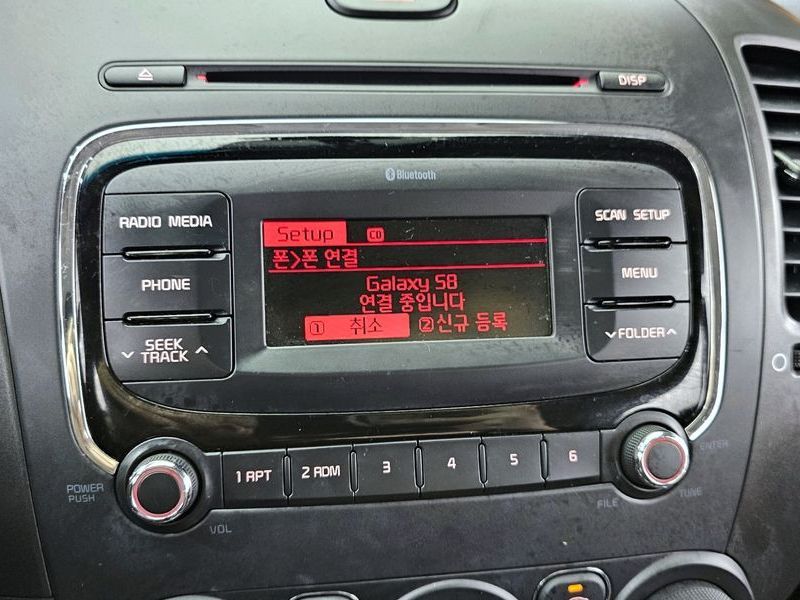 DISP
Bluetooth
RADIO MEDIA
SCAN SETUP
Setup CD
폰>폰 연결
PHONE
MENU
Galaxy S8
연결 중입니다
1 취소 2 신규 등록
SEEK
TRACK
FOLDER
1 RPT
2 RDM
3
4
5
6
POWER
PUSH
VOL
ENTER
FILE
TUNE